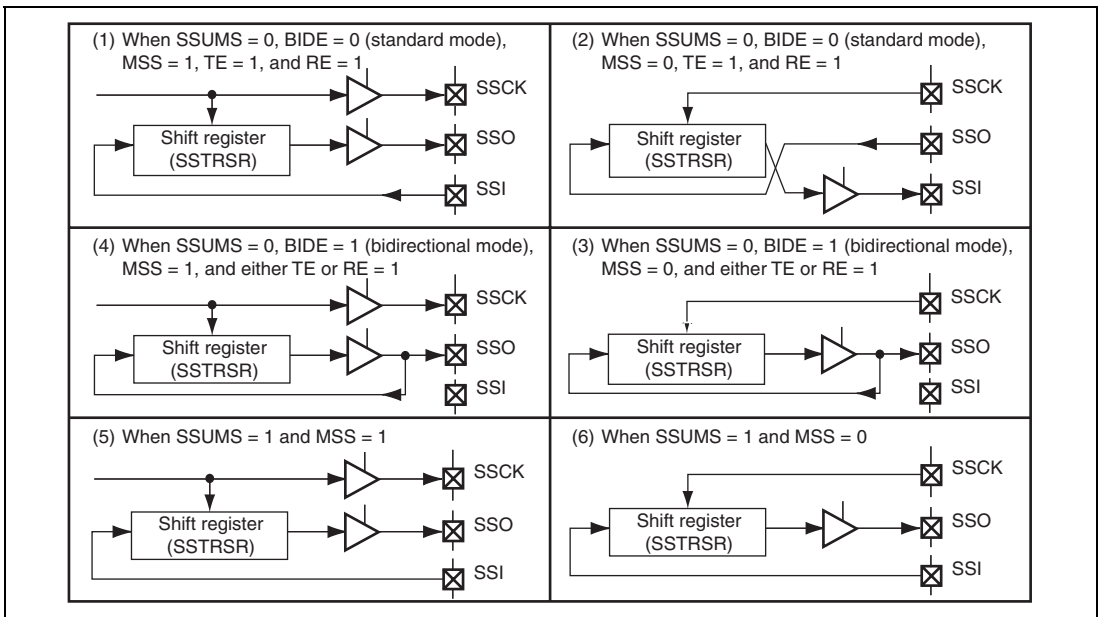 (1) When SSUMS = 0, BIDE = 0 (standard mode),
MSS = 1, TE = 1, and RE = 1
SSCK
Shift register
(SSTRSR)
SSO
SSI
(2) When SSUMS = 0, BIDE = 0 (standard mode),
MSS = 0, TE = 1, and RE = 1
SSCK
Shift register
(SSTRSR)
SSO
SSI
(4) When SSUMS = 0, BIDE = 1 (bidirectional mode),
MSS = 1, and either TE or RE = 1
SSCK
Shift register
(SSTRSR)
SSO
SSI
(3) When SSUMS = 0, BIDE = 1 (bidirectional mode),
MSS = 0, and either TE or RE = 1
SSCK
Shift register
(SSTRSR)
SSO
SSI
(5) When SSUMS = 1 and MSS = 1
SSCK
Shift register
(SSTRSR)
SSO
SSI
(6) When SSUMS = 1 and MSS = 0
SSCK
Shift register
(SSTRSR)
SSO
SSI